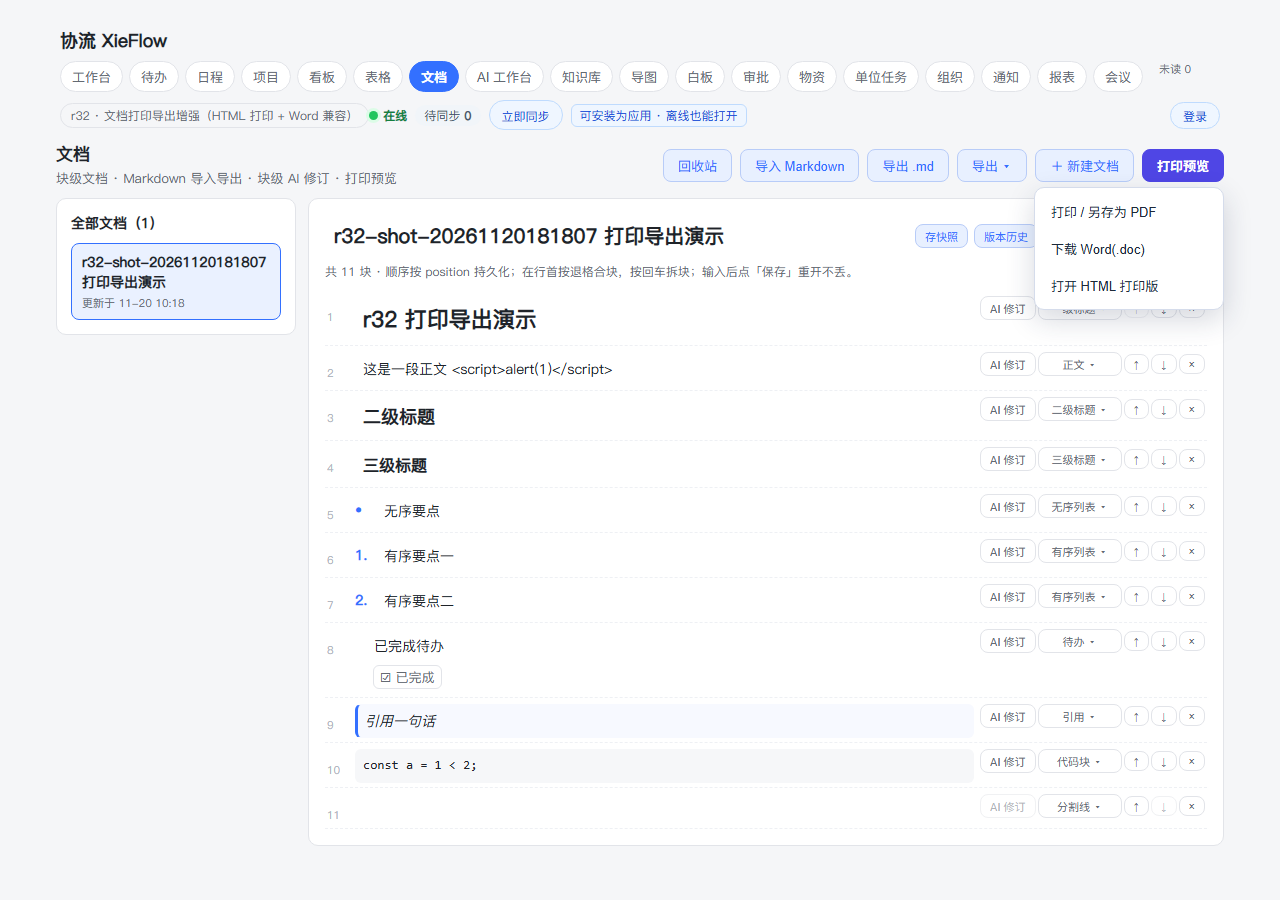 协流 XieFlow
工作台 待办 日程 项目 看板 表格 文档 AI 工作台 知识库 导图 白板 审批 物资 单位任务 组织 通知 报表 会议 未读 0
r32 · 文档打印导出增强（HTML 打印 + Word 兼容） 在线 待同步 0 立即同步 可安装为应用 · 离线也能打开 登录
文档
块级文档 · Markdown 导入导出 · 块级 AI 修订 · 打印预览
回收站 导入 Markdown 导出 .md 导出 ＋ 新建文档 打印预览
打印 / 另存为 PDF
下载 Word(.doc)
打开 HTML 打印版
全部文档（1）
r32-shot-20261120181807
打印导出演示
更新于 11-20 10:18
r32-shot-20261120181807 打印导出演示 存快照 版本历史
共 11 块 · 顺序按 position 持久化；在行首按退格合块，按回车拆块；输入后点「保存」重开不丢。
1 r32 打印导出演示 AI 修订 级标题
2 这是一段正文 <script>alert(1)</script> AI 修订 正文 ↑ ↓ ×
3 二级标题 AI 修订 二级标题 ↑ ↓ ×
4 三级标题 AI 修订 三级标题 ↑ ↓ ×
5 • 无序要点 AI 修订 无序列表 ↑ ↓ ×
6 1. 有序要点一 AI 修订 有序列表 ↑ ↓ ×
7 2. 有序要点二 AI 修订 有序列表 ↑ ↓ ×
8 已完成待办 AI 修订 待办 ↑ ↓ ×
☑ 已完成
9 引用一句话 AI 修订 引用 ↑ ↓ ×
10 const a = 1 < 2; AI 修订 代码块 ↑ ↓ ×
11 AI 修订 分割线 ↑ ↓ ×